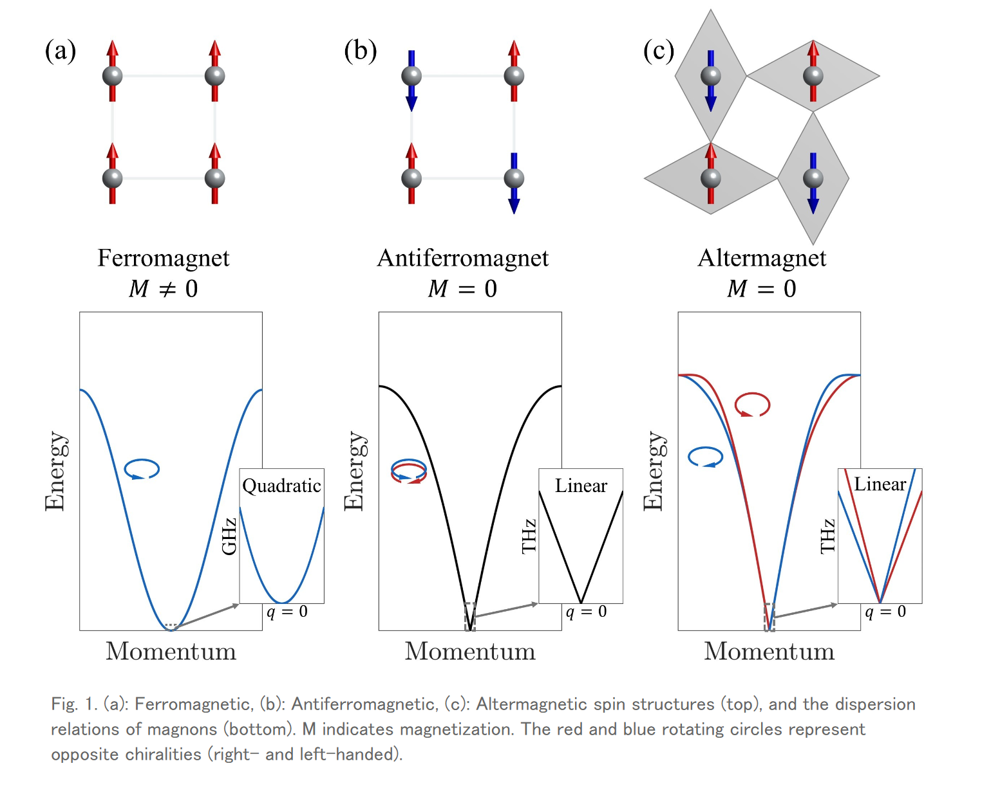 (a)
(b)
(c)
Ferromagnet
M ≠ 0
Antiferromagnet
M = 0
Altermagnet
M = 0
Energy
Quadratic
GHz
q = 0
Momentum
Energy
Linear
THz
q = 0
Momentum
Energy
Linear
THz
q = 0
Momentum
Fig. 1. (a): Ferromagnetic, (b): Antiferromagnetic, (c): Altermagnetic spin structures (top), and the dispersion
relations of magnons (bottom). M indicates magnetization. The red and blue rotating circles represent
opposite chiralities (right- and left-handed).